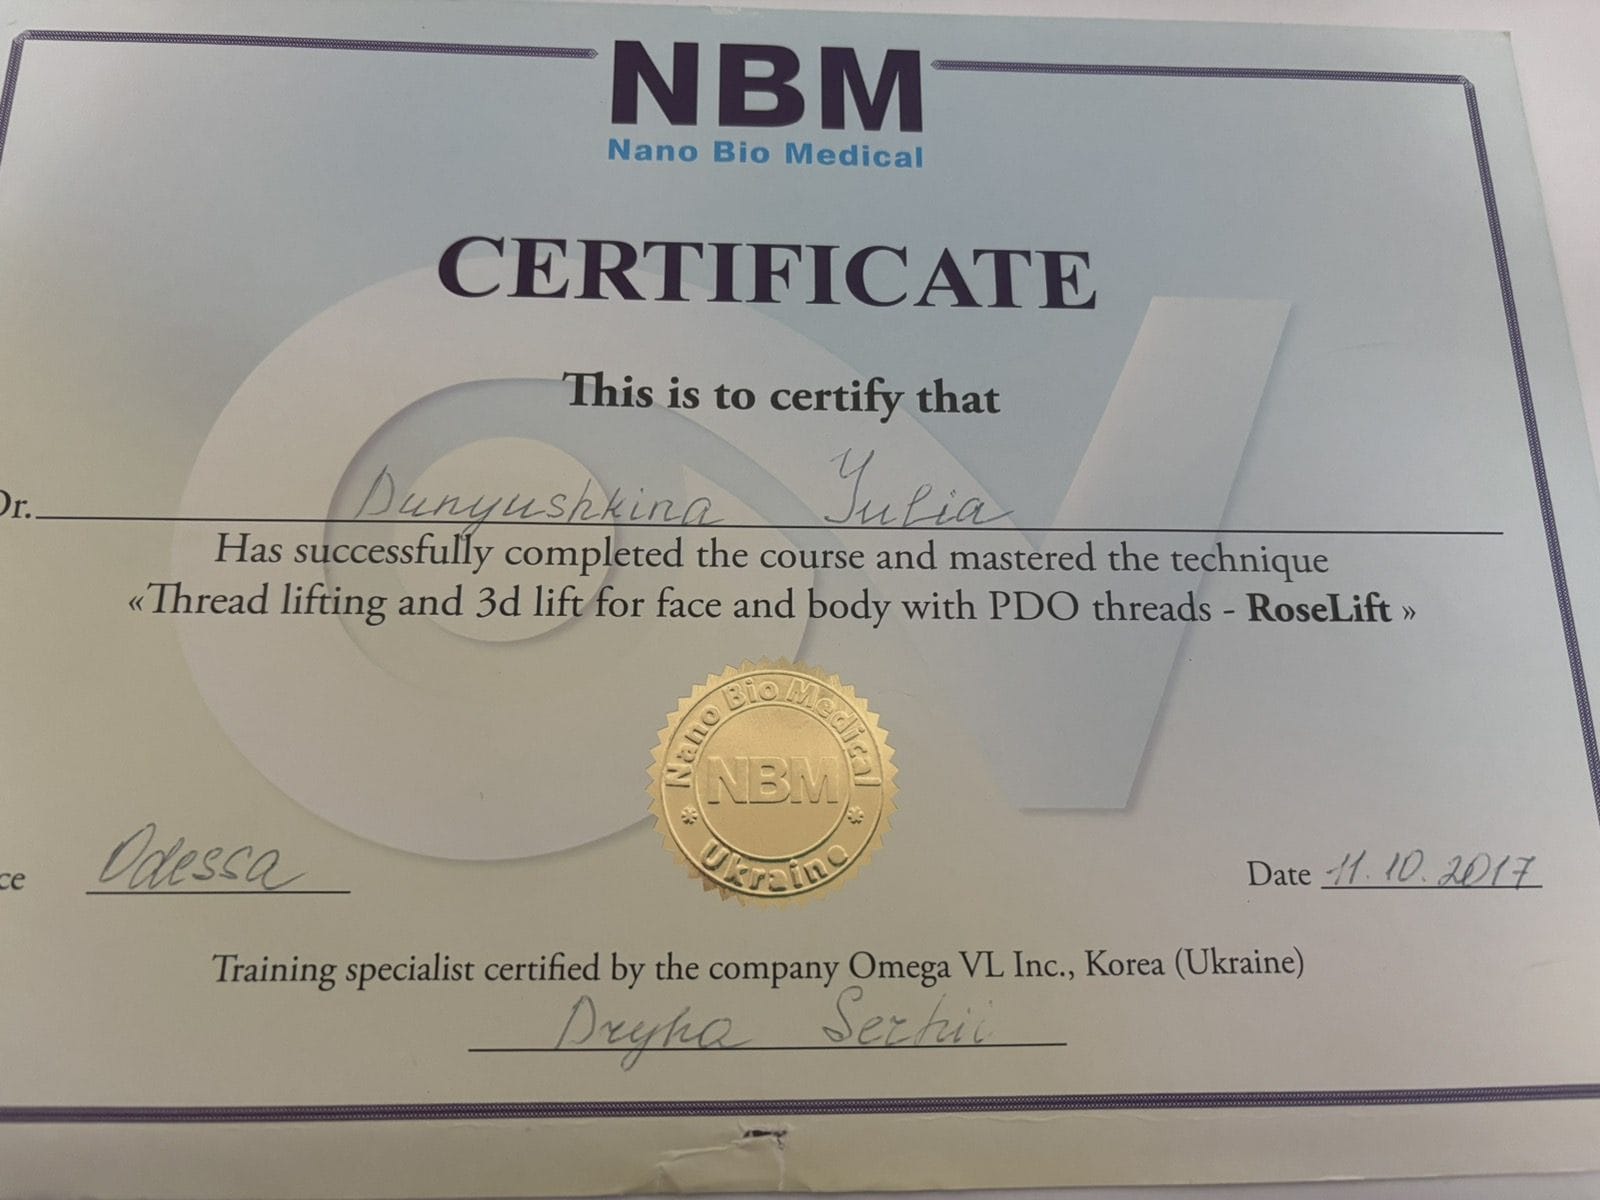 NBM
Nano Bio Medical
CERTIFICATE
This is to certify that
Dr. Dunyushkina Yulia
Has successfully completed the course and mastered the technique
«Thread lifting and 3d lift for face and body with PDO threads - RoseLift »
Nano Bio Medical
NBM
* Ukraine *
ce Odessa
Date 11.10.2017
Training specialist certified by the company Omega VL Inc., Korea (Ukraine)
Dryha Serhii